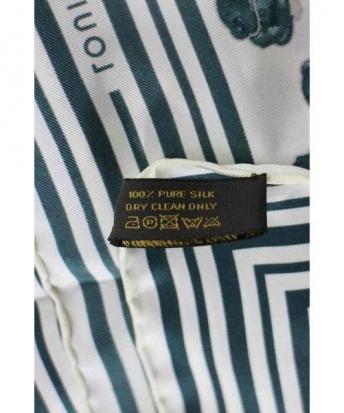 loui
100% PURE SILK
DRY CLEAN ONLY